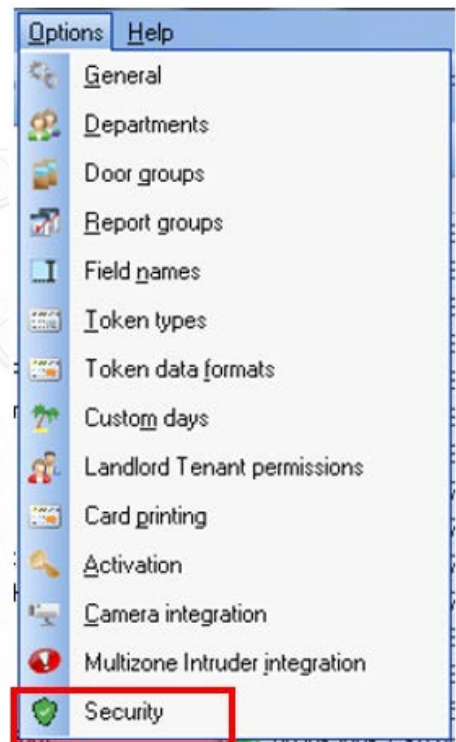 Options Help
General
Departments
Door groups
Report groups
Field names
Token types
Token data formats
Custom days
Landlord Tenant permissions
Card printing
Activation
Camera integration
Multizone Intruder integration
Security